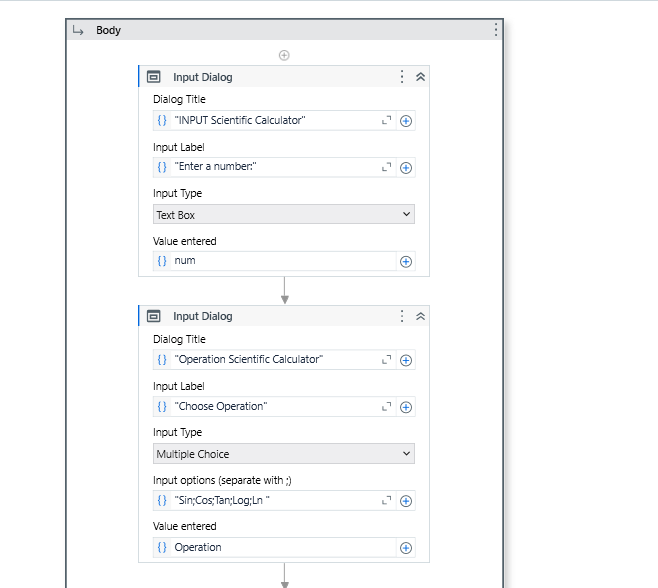 Body
Input Dialog
Dialog Title
"INPUT Scientific Calculator"
Input Label
"Enter a number:"
Input Type
Text Box
Value entered
num
Input Dialog
Dialog Title
"Operation Scientific Calculator"
Input Label
"Choose Operation"
Input Type
Multiple Choice
Input options (separate with ;)
"Sin;Cos;Tan;Log;Ln "
Value entered
Operation